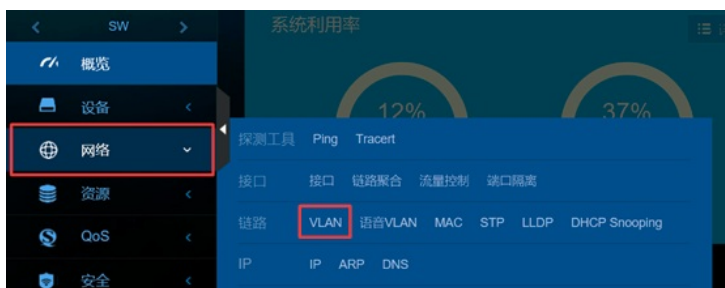 SW
系统利用率
概览
设备
12%
37%
探测工具 Ping Tracert
网络
接口 接口 链路聚合 流量控制 端口隔离
资源
链路 VLAN 语音VLAN MAC STP LLDP DHCP Snooping
QoS
IP IP ARP DNS
安全